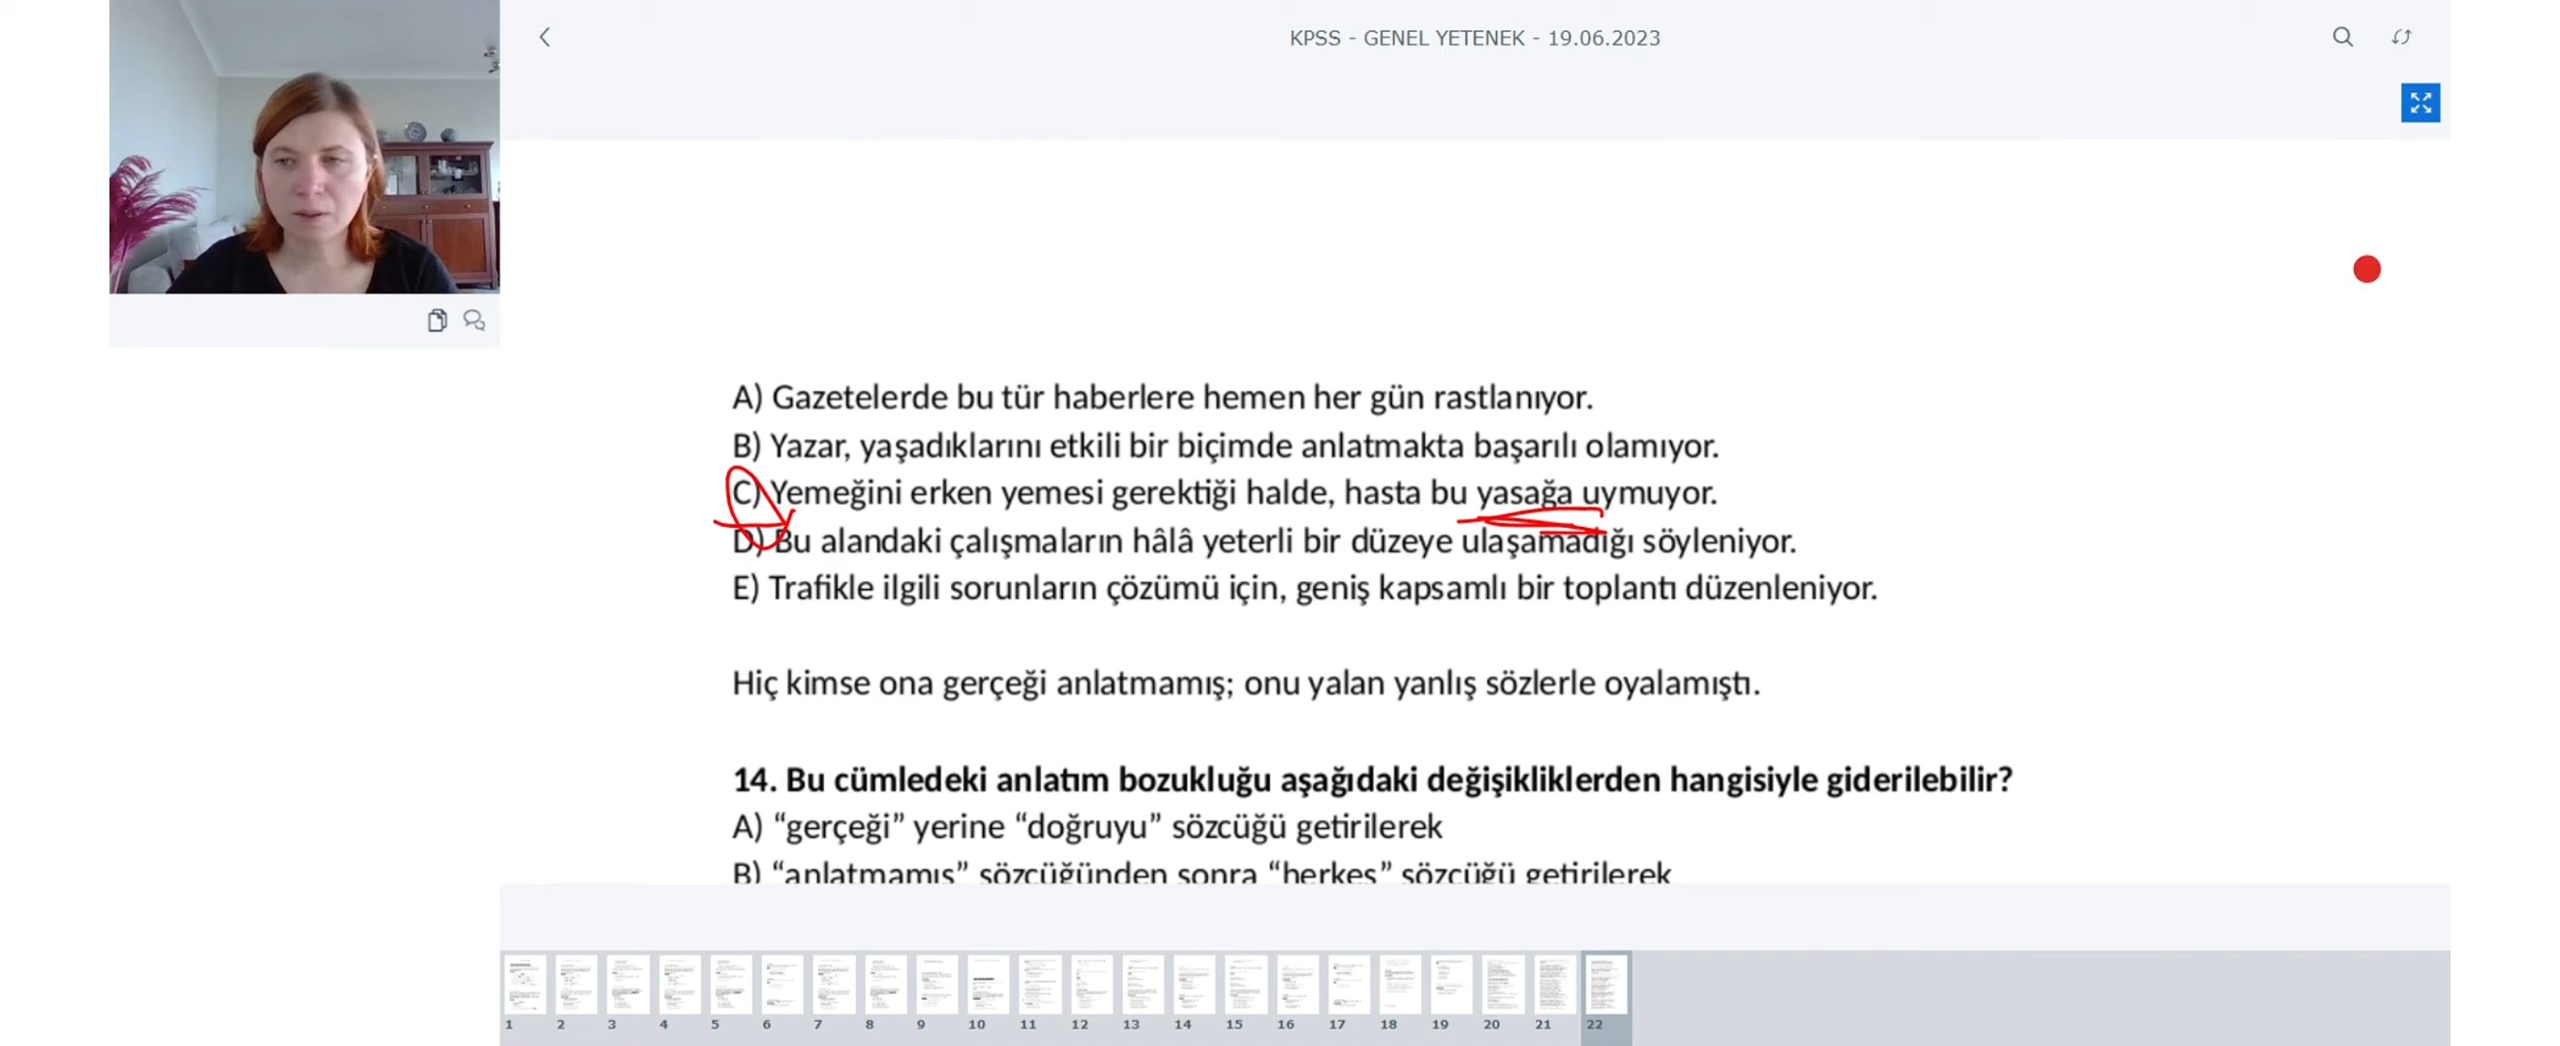 KPSS - GENEL YETENEK - 19.06.2023
A) Gazetelerde bu tür haberlere hemen her gün rastlanıyor.
B) Yazar, yaşadıklarını etkili bir biçimde anlatmakta başarılı olamıyor.
C) Yemeğini erken yemesi gerektiği halde, hasta bu yasağa uymuyor.
D) Bu alandaki çalışmaların hâlâ yeterli bir düzeye ulaşamadığı söyleniyor.
E) Trafikle ilgili sorunların çözümü için, geniş kapsamlı bir toplantı düzenleniyor.
Hiç kimse ona gerçeği anlatmamış; onu yalan yanlış sözlerle oyalamıştı.
14. Bu cümledeki anlatım bozukluğu aşağıdaki değişikliklerden hangisiyle giderilebilir?
A) “gerçeği” yerine “doğruyu” sözcüğü getirilerek
B) “anlatmamış” sözcüğünden sonra “herkes” sözcüğü getirilerek
1 2 3 4 5 6 7 8 9 10 11 12 13 14 15 16 17 18 19 20 21 22